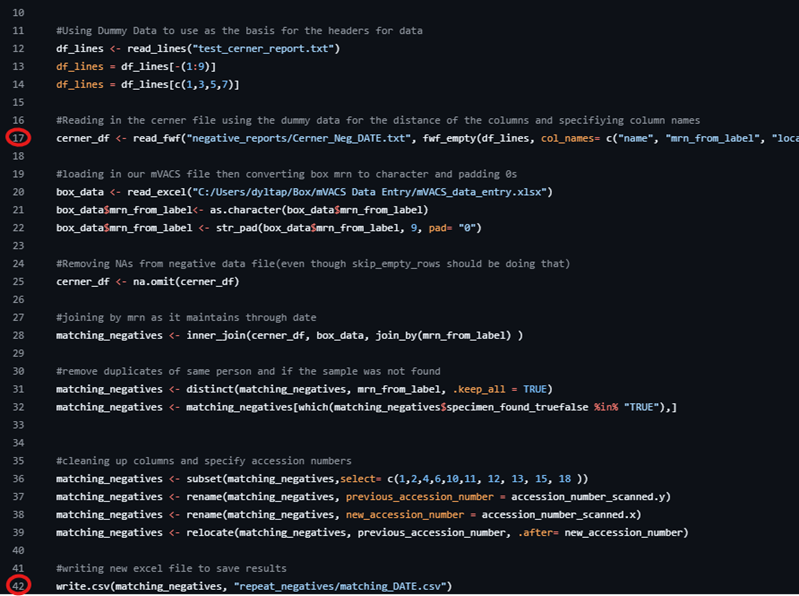 10
11 #Using Dummy Data to use as the basis for the headers for data
12 df_lines <- read_lines("test_cerner_report.txt")
13 df_lines = df_lines[-(1:9)]
14 df_lines = df_lines[c(1,3,5,7)]
15
16 #Reading in the cerner file using the dummy data for the distance of the columns and specifiying column names
17 cerner_df <- read_fwf("negative_reports/Cerner_Neg_DATE.txt", fwf_empty(df_lines, col_names= c("name", "mrn_from_label", "loca
18
19 #loading in our mVACS file then converting box mrn to character and padding 0s
20 box_data <- read_excel("C:/Users/dyltap/Box/mVACS Data Entry/mVACS_data_entry.xlsx")
21 box_data$mrn_from_label<- as.character(box_data$mrn_from_label)
22 box_data$mrn_from_label <- str_pad(box_data$mrn_from_label, 9, pad= "0")
23
24 #Removing NAs from negative data file(even though skip_empty_rows should be doing that)
25 cerner_df <- na.omit(cerner_df)
26
27 #joining by mrn as it maintains through date
28 matching_negatives <- inner_join(cerner_df, box_data, join_by(mrn_from_label) )
29
30 #remove duplicates of same person and if the sample was not found
31 matching_negatives <- distinct(matching_negatives, mrn_from_label, .keep_all = TRUE)
32 matching_negatives <- matching_negatives[which(matching_negatives$specimen_found_truefalse %in% "TRUE"),]
33
34
35 #cleaning up columns and specify accession numbers
36 matching_negatives <- subset(matching_negatives,select= c(1,2,4,6,10,11, 12, 13, 15, 18 ))
37 matching_negatives <- rename(matching_negatives, previous_accession_number = accession_number_scanned.y)
38 matching_negatives <- rename(matching_negatives, new_accession_number = accession_number_scanned.x)
39 matching_negatives <- relocate(matching_negatives, previous_accession_number, .after= new_accession_number)
40
41 #writing new excel file to save results
42 write.csv(matching_negatives, "repeat_negatives/matching_DATE.csv")